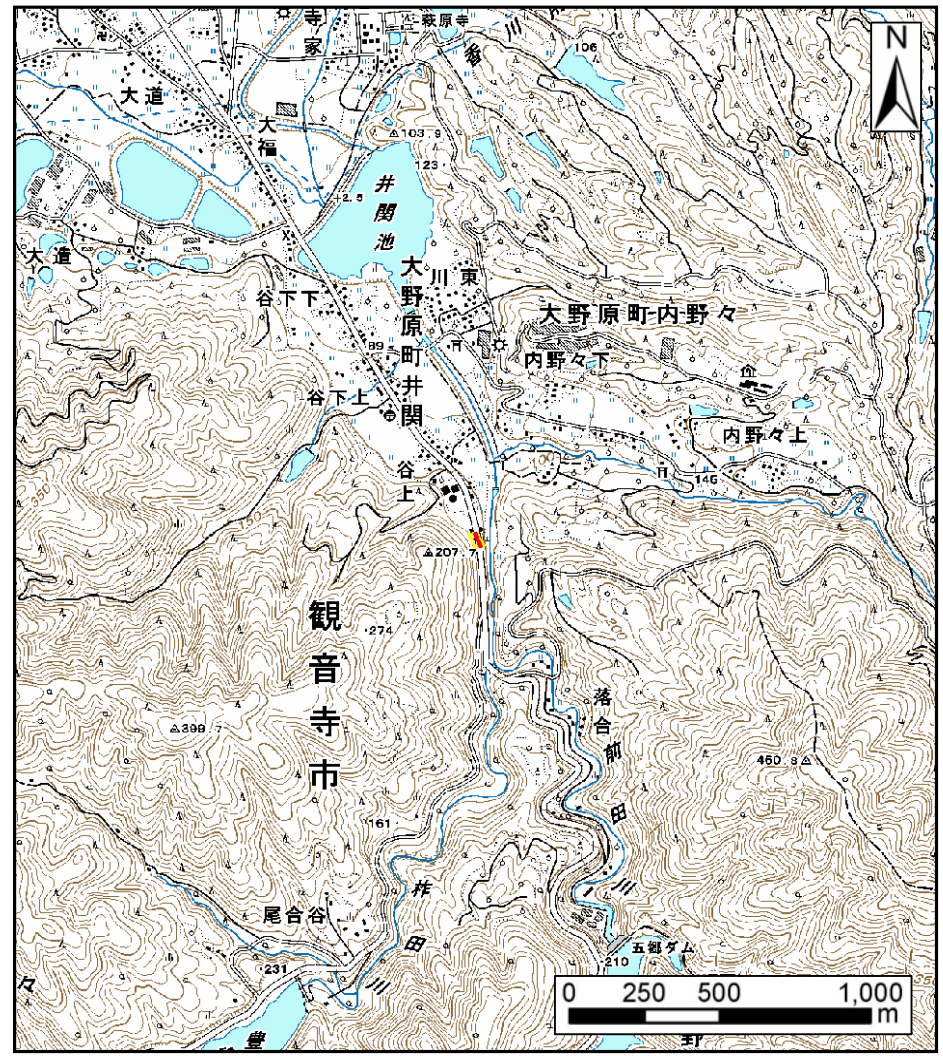 萩原寺
寺家
香川
106
N
大道
大福
103.9
123
井関池
2.5
大道
大野原町井関
川東
谷下下
大野原町内野々
89
内野々下
谷下上
内野々上
谷上
146
207.7
観音寺市
274
落合
399.7
前田川
460.8
161
柞田川
尾合谷
五郷ダム
210
231
々
豊
野
0 250 500 1,000
m